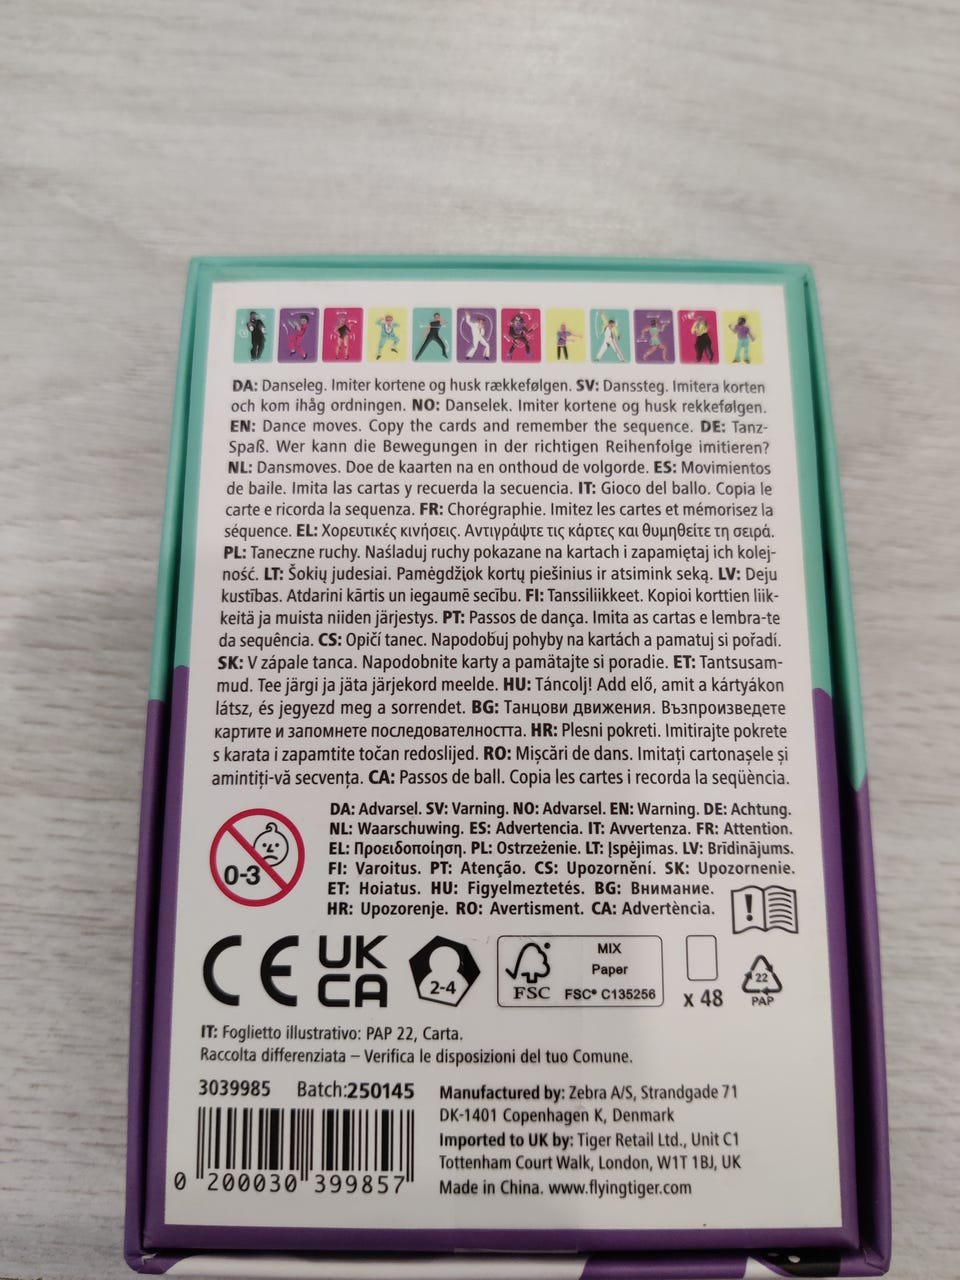 DA: Danseleg. Imiter kortene og husk rækkefølgen. SV: Danssteg. Imitera korten
och kom ihåg ordningen. NO: Danselek. Imiter kortene og husk rekkefølgen.
EN: Dance moves. Copy the cards and remember the sequence. DE: Tanz-
Spaß. Wer kann die Bewegungen in der richtigen Reihenfolge imitieren?
NL: Dansmoves. Doe de kaarten na en onthoud de volgorde. ES: Movimientos
de baile. Imita las cartas y recuerda la secuencia. IT: Gioco del ballo. Copia le
carte e ricorda la sequenza. FR: Chorégraphie. Imitez les cartes et mémorisez la
séquence. EL: Χορευτικές κινήσεις. Αντιγράψτε τις κάρτες και θυμηθείτε τη σειρά.
PL: Taneczne ruchy. Naśladuj ruchy pokazane na kartach i zapamiętaj ich kolej-
ność. LT: Šokių judesiai. Pamėgdžiok kortų piešinius ir atsimink seką. LV: Deju
kustības. Atdarini kārtis un iegaumē secību. FI: Tanssiliikkeet. Kopioi korttien liik-
keitä ja muista niiden järjestys. PT: Passos de dança. Imita as cartas e lembra-te
da sequência. CS: Opičí tanec. Napodobuj pohyby na kartách a pamatuj si pořadí.
SK: V zápale tanca. Napodobnite karty a pamätajte si poradie. ET: Tantsusam-
mud. Tee järgi ja jäta järjekord meelde. HU: Táncolj! Add elő, amit a kártyákon
látsz, és jegyezd meg a sorrendet. BG: Танцови движения. Възпроизведете
картите и запомнете последователността. HR: Plesni pokreti. Imitirajte pokrete
s karata i zapamtite točan redoslijed. RO: Mișcări de dans. Imitați cartonașele și
amintiți-vă secvența. CA: Passos de ball. Copia les cartes i recorda la seqüència.
0-3
DA: Advarsel. SV: Varning. NO: Advarsel. EN: Warning. DE: Achtung.
NL: Waarschuwing. ES: Advertencia. IT: Avvertenza. FR: Attention.
EL: Προειδοποίηση. PL: Ostrzeżenie. LT: Įspėjimas. LV: Brīdinājums.
FI: Varoitus. PT: Atenção. CS: Upozornění. SK: Upozornenie.
ET: Hoiatus. HU: Figyelmeztetés. BG: Внимание.
HR: Upozorenje. RO: Avertisment. CA: Advertència.
CE
UK
CA
2-4
FSC
MIX
Paper
FSC® C135256
x 48
22
PAP
IT: Foglietto illustrativo: PAP 22, Carta.
Raccolta differenziata – Verifica le disposizioni del tuo Comune.
3039985 Batch:250145
0 200030 399857
Manufactured by: Zebra A/S, Strandgade 71
DK-1401 Copenhagen K, Denmark
Imported to UK by: Tiger Retail Ltd., Unit C1
Tottenham Court Walk, London, W1T 1BJ, UK
Made in China. www.flyingtiger.com